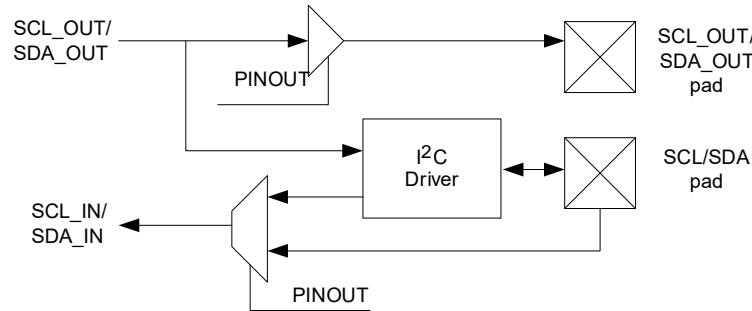 SCL_OUT/
SDA_OUT
PINOUT
SCL_OUT/
SDA_OUT
pad
I²C
Driver
SCL/SDA
pad
SCL_IN/
SDA_IN
PINOUT